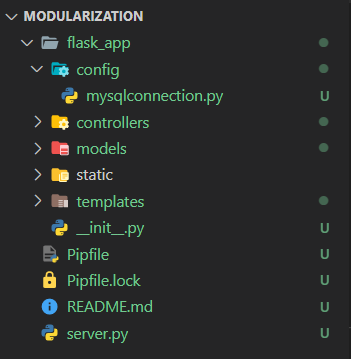 MODULARIZATION
flask_app
config
mysqlconnection.py U
controllers
models
static
templates
__init__.py U
Pipfile U
Pipfile.lock U
README.md U
server.py U